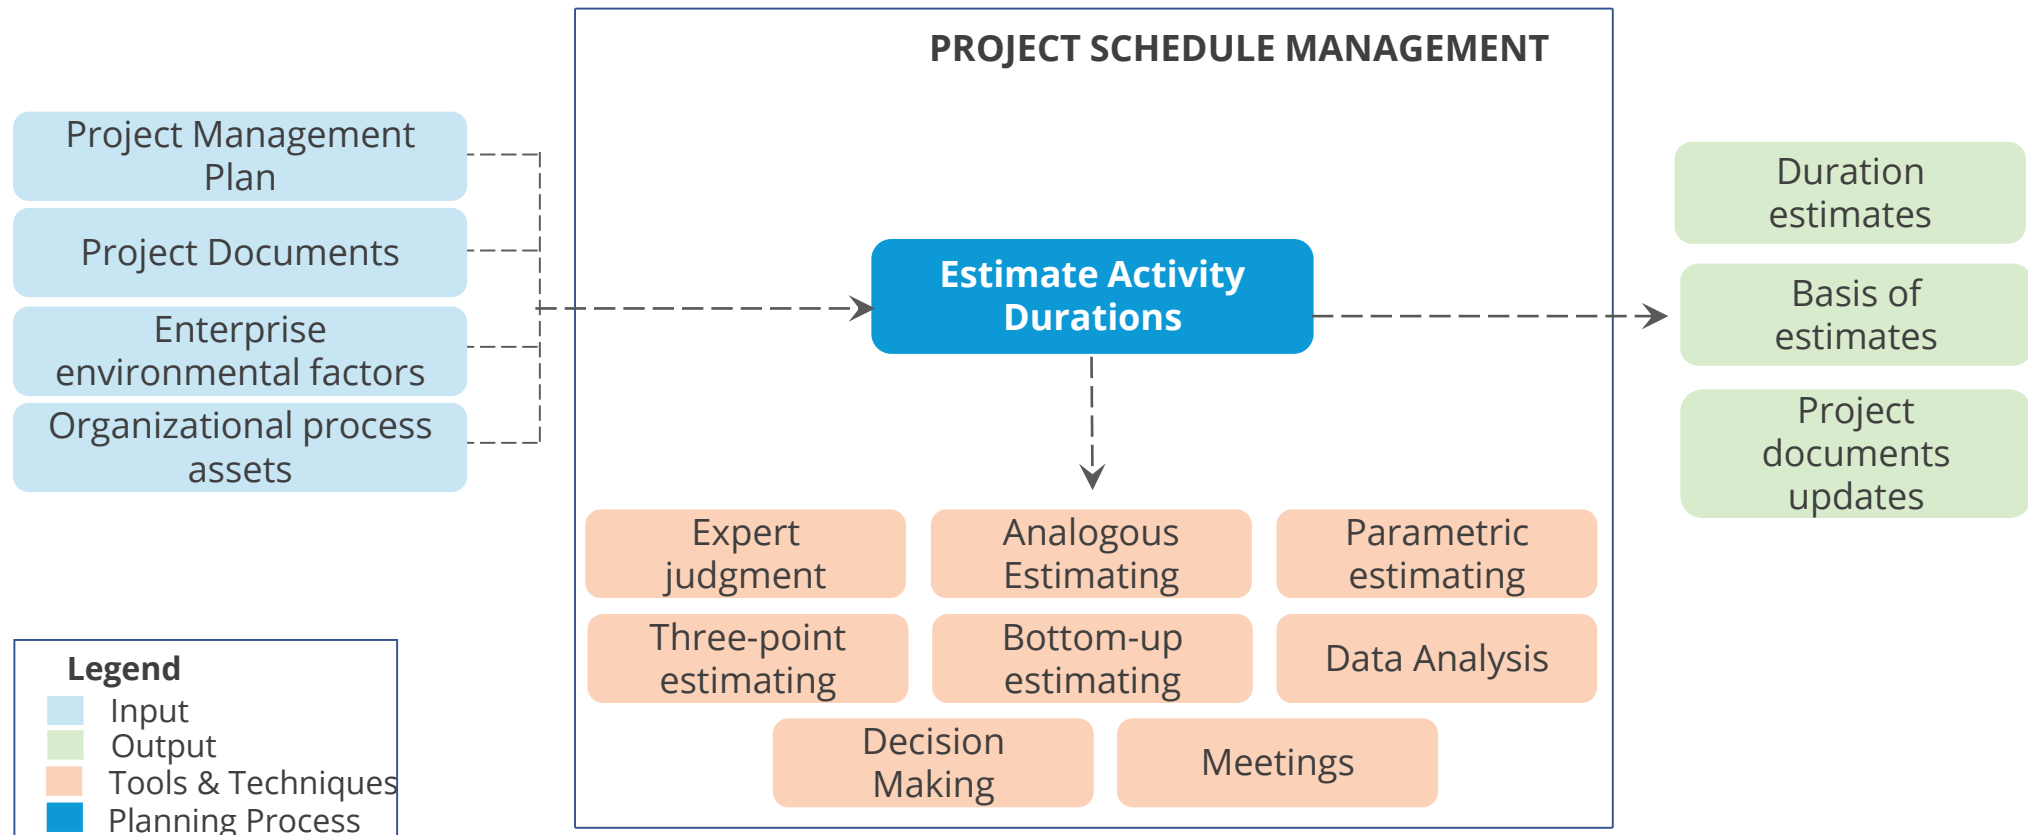 PROJECT SCHEDULE MANAGEMENT
Project Management
Plan
Project Documents
Enterprise
environmental factors
Organizational process
assets
Estimate Activity
Durations
Duration
estimates
Basis of
estimates
Project
documents
updates
Expert
judgment
Analogous
Estimating
Parametric
estimating
Three-point
estimating
Bottom-up
estimating
Data Analysis
Decision
Making
Meetings
Legend
Input
Output
Tools & Techniques
Planning Process